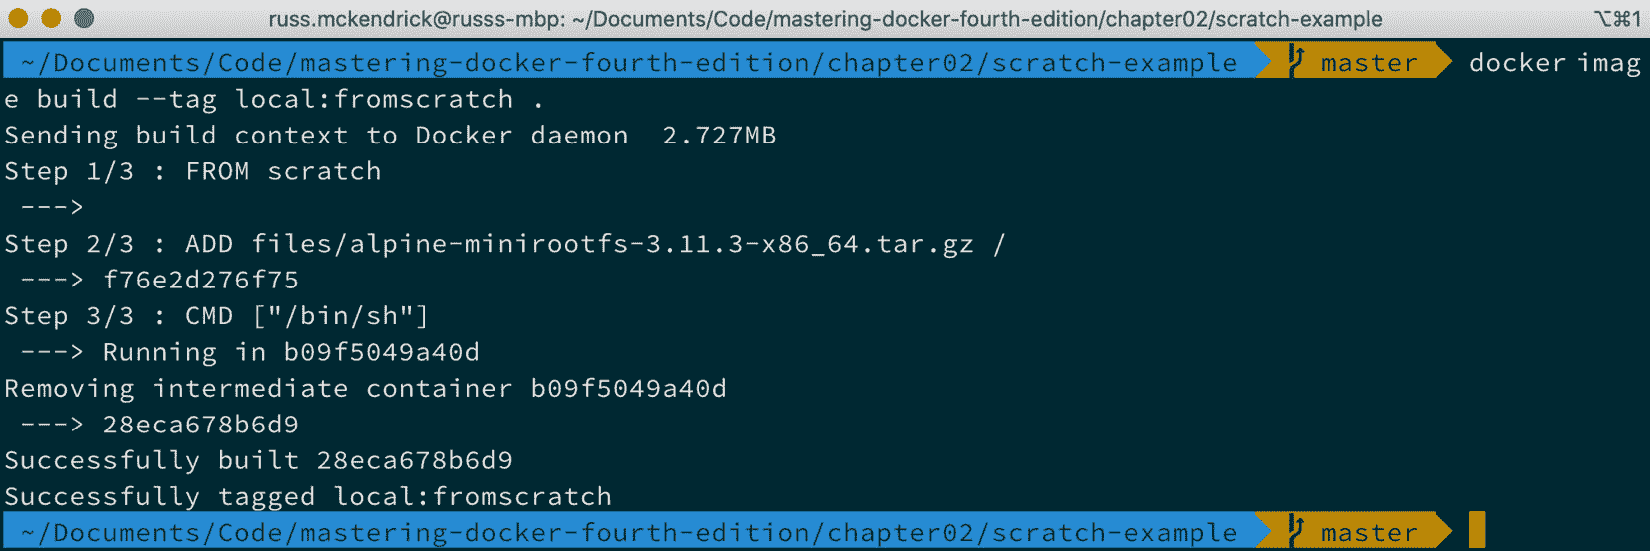 russ.mckendrick@russs-mbp: ~/Documents/Code/mastering-docker-fourth-edition/chapter02/scratch-example ⌥⌘1
~/Documents/Code/mastering-docker-fourth-edition/chapter02/scratch-example master docker imag
e build --tag local:fromscratch .
Sending build context to Docker daemon  2.727MB
Step 1/3 : FROM scratch
 --->
Step 2/3 : ADD files/alpine-minirootfs-3.11.3-x86_64.tar.gz /
 ---> f76e2d276f75
Step 3/3 : CMD ["/bin/sh"]
 ---> Running in b09f5049a40d
Removing intermediate container b09f5049a40d
 ---> 28eca678b6d9
Successfully built 28eca678b6d9
Successfully tagged local:fromscratch
~/Documents/Code/mastering-docker-fourth-edition/chapter02/scratch-example master